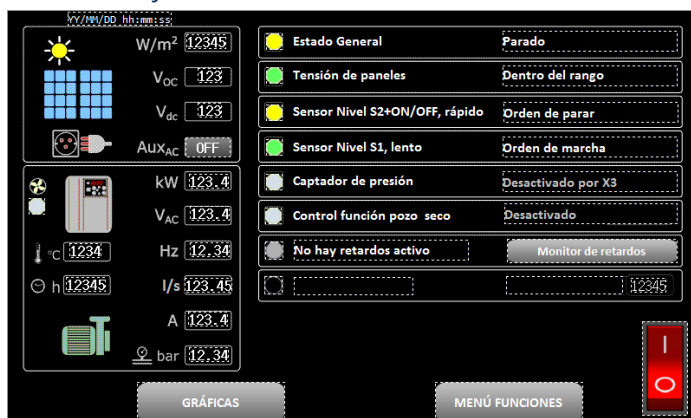 YY/MM/DD hh:mm:ss
W/m² 12345
Voc 123
Vdc 123
AuxAC OFF
kW 123.4
VAC 123.4
°C 1234 Hz 12.34
h 12345 l/s 123.45
A 123.4
bar 12.34
Estado General Parado
Tensión de paneles Dentro del rango
Sensor Nivel S2+ON/OFF, rápido Orden de parar
Sensor Nivel S1, lento Orden de marcha
Captador de presión Desactivado por X3
Control función pozo seco Desactivado
No hay retardos activo Monitor de retardos
12345
GRÁFICAS MENÚ FUNCIONES
I
O